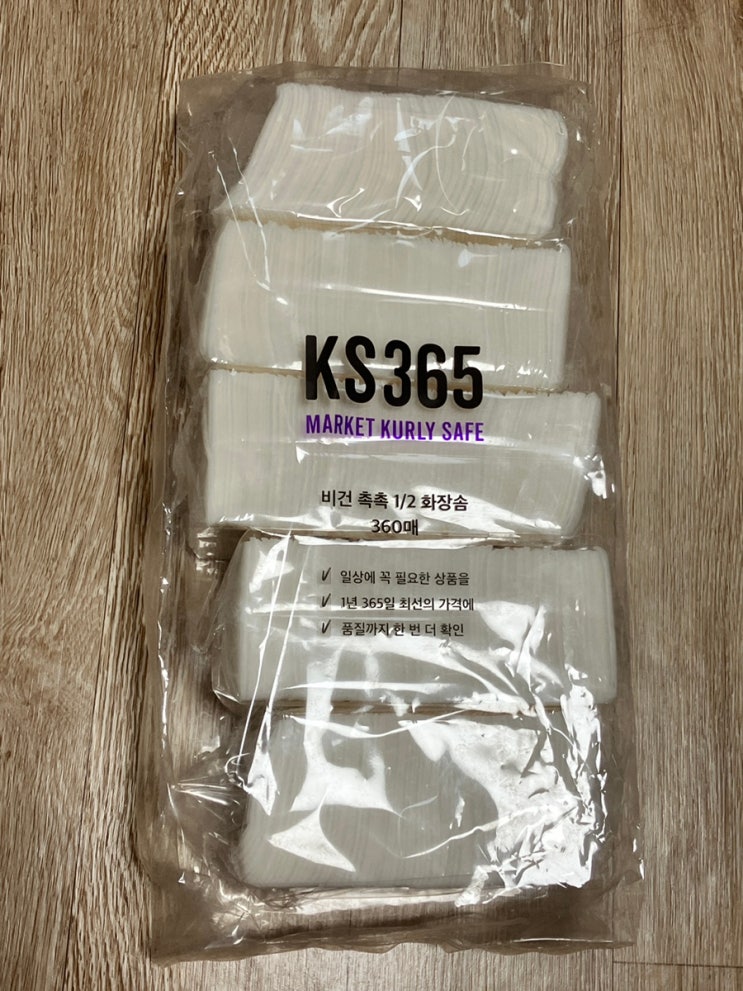 KS365
MARKET KURLY SAFE
비건 촉촉 1/2 화장솜
360매
✓ 일상에 꼭 필요한 상품을
✓ 1년 365일 최선의 가격에
✓ 품질까지 한 번 더 확인